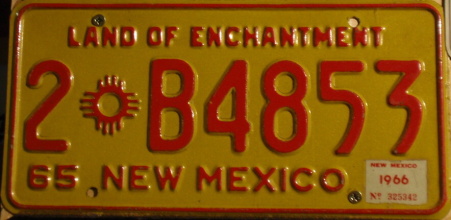 LAND OF ENCHANTMENT
2 B4853
65 NEW MEXICO
NEW MEXICO
1966
Nº 325342